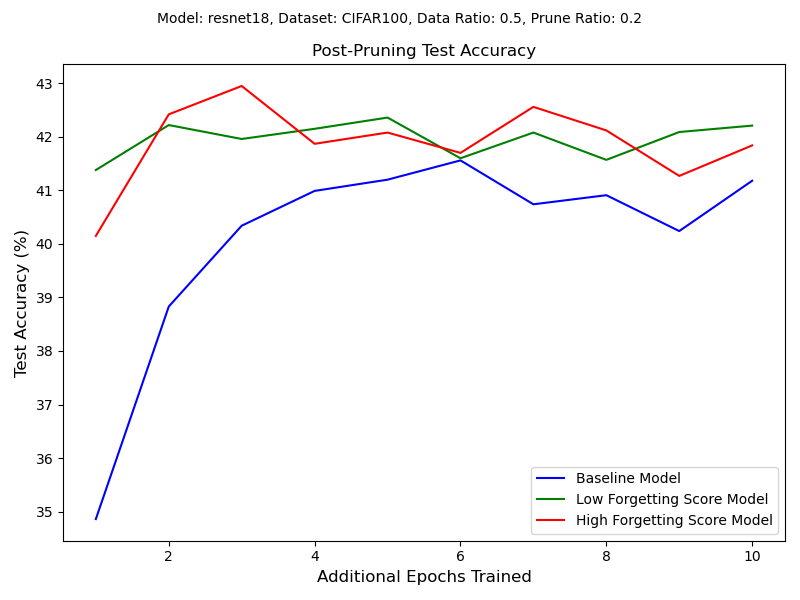 Model: resnet18, Dataset: CIFAR100, Data Ratio: 0.5, Prune Ratio: 0.2
Post-Pruning Test Accuracy
43
42
41
40
39
38
37
36
35
Test Accuracy (%)
Baseline Model
Low Forgetting Score Model
High Forgetting Score Model
2 4 6 8 10
Additional Epochs Trained